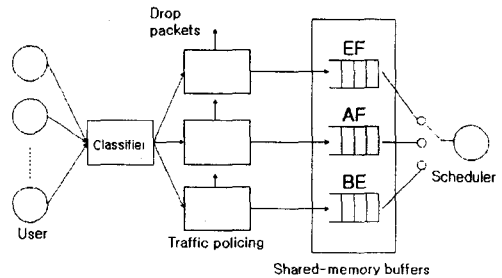 Drop
packets
EF
AF
BE
Classifier
Scheduler
User
Traffic policing
Shared-memory buffers